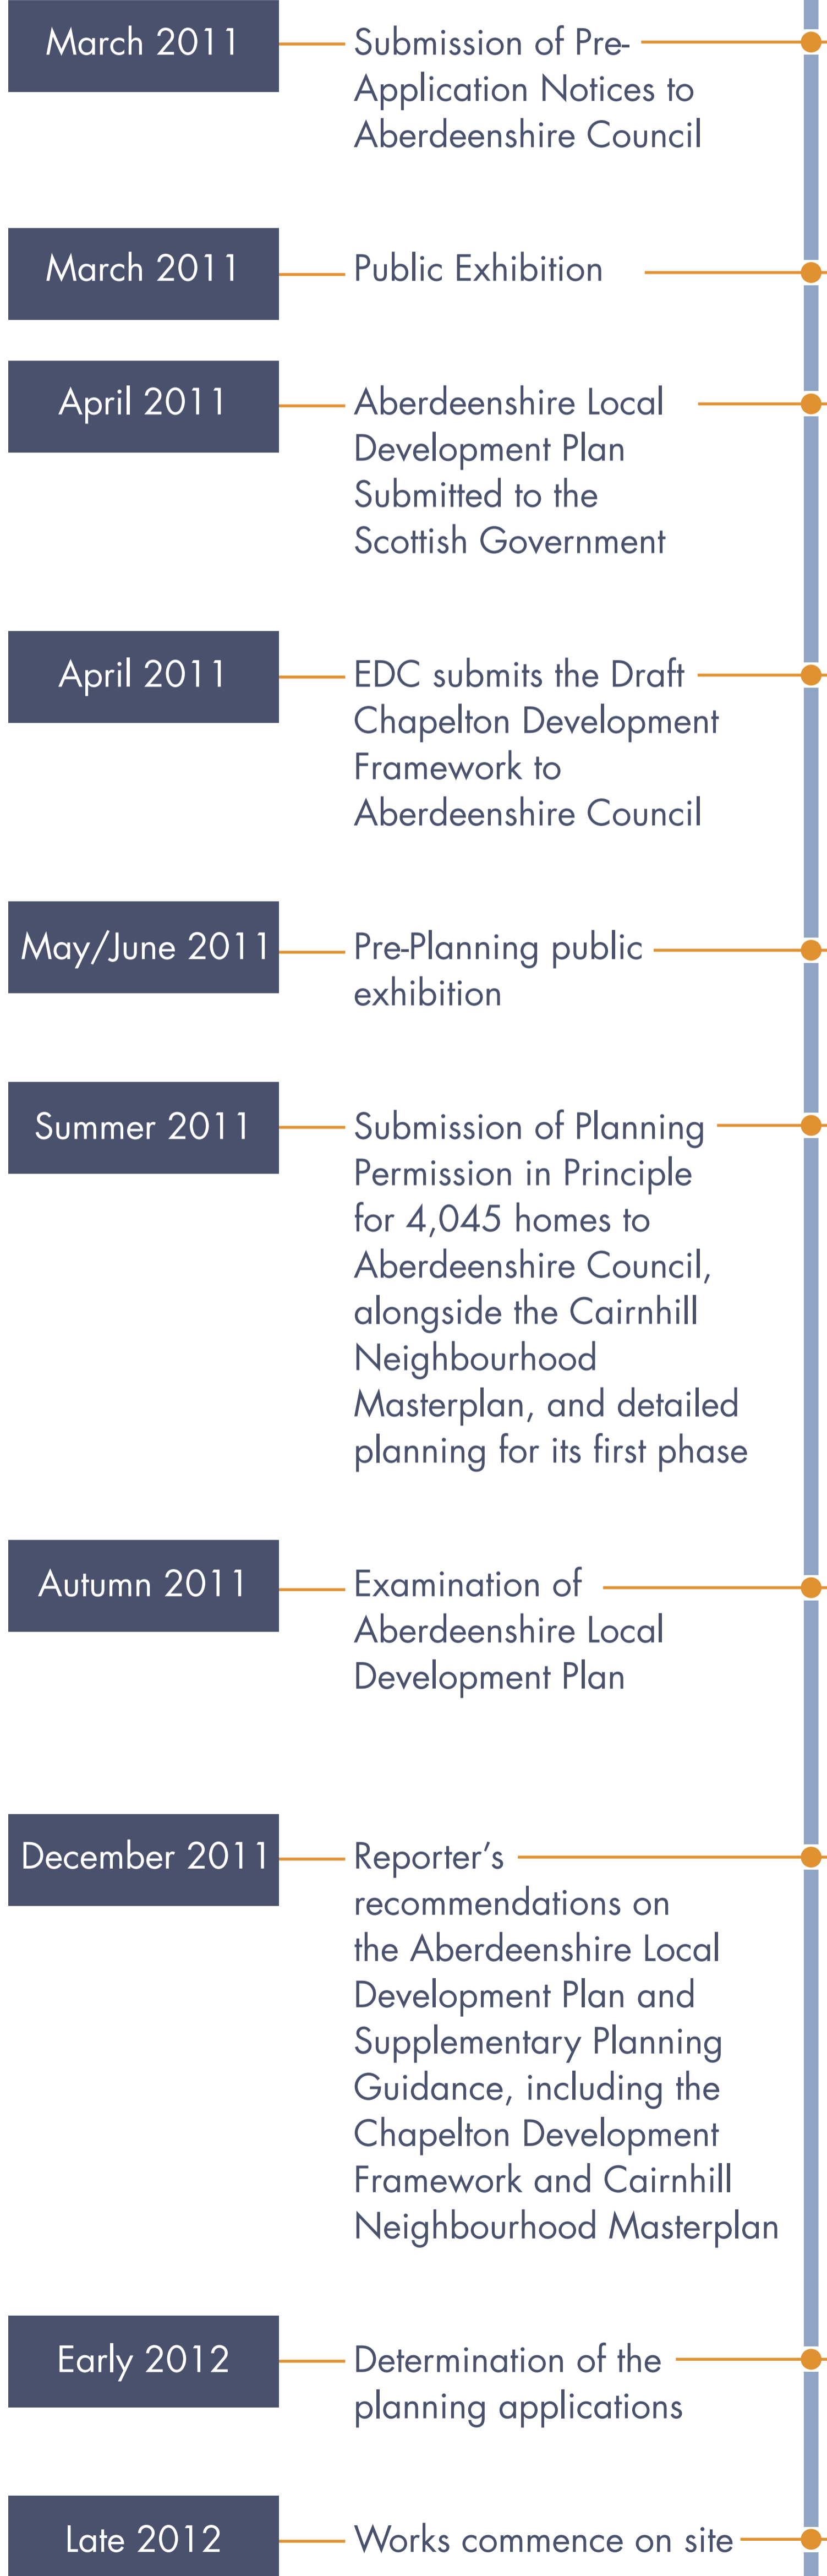 March 2011
Submission of Pre-
Application Notices to
Aberdeenshire Council
March 2011
Public Exhibition
April 2011
Aberdeenshire Local
Development Plan
Submitted to the
Scottish Government
April 2011
EDC submits the Draft
Chapelton Development
Framework to
Aberdeenshire Council
May/June 2011
Pre-Planning public
exhibition
Summer 2011
Submission of Planning
Permission in Principle
for 4,045 homes to
Aberdeenshire Council,
alongside the Cairnhill
Neighbourhood
Masterplan, and detailed
planning for its first phase
Autumn 2011
Examination of
Aberdeenshire Local
Development Plan
December 2011
Reporter’s
recommendations on
the Aberdeenshire Local
Development Plan and
Supplementary Planning
Guidance, including the
Chapelton Development
Framework and Cairnhill
Neighbourhood Masterplan
Early 2012
Determination of the
planning applications
Late 2012
Works commence on site